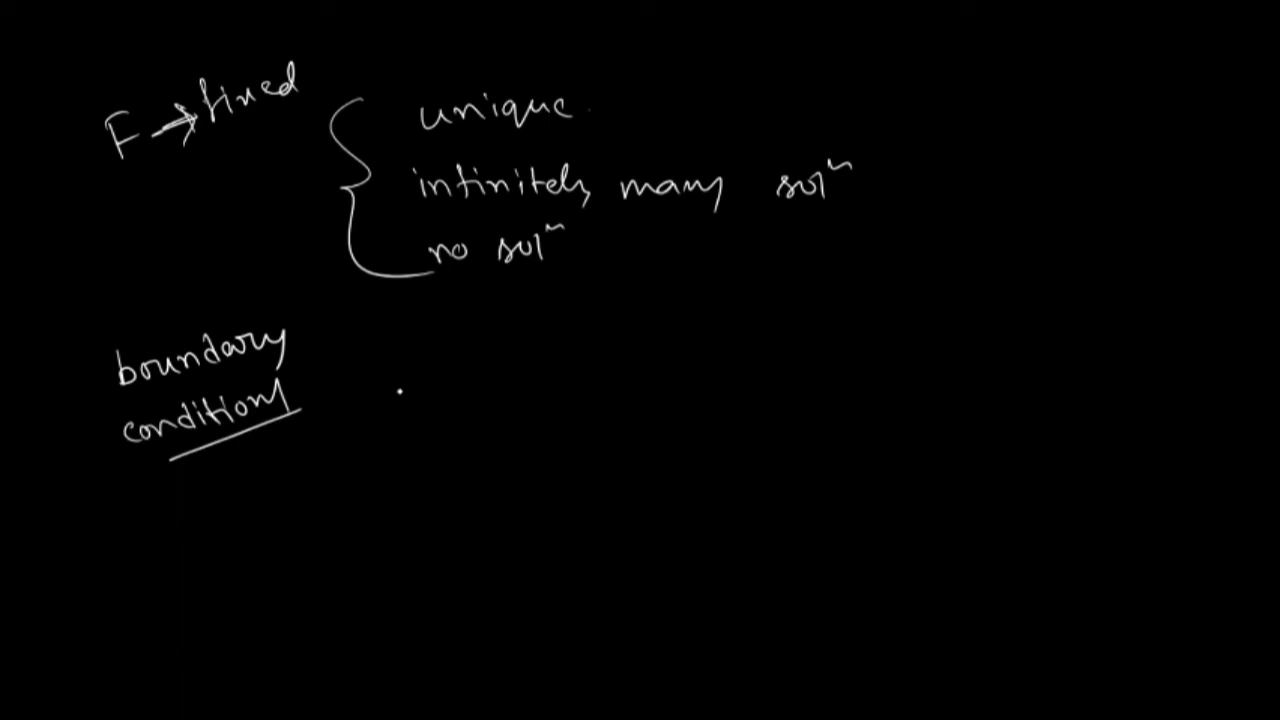 F → fixed
unique
infinitely many solⁿ
no solⁿ
boundary
conditions